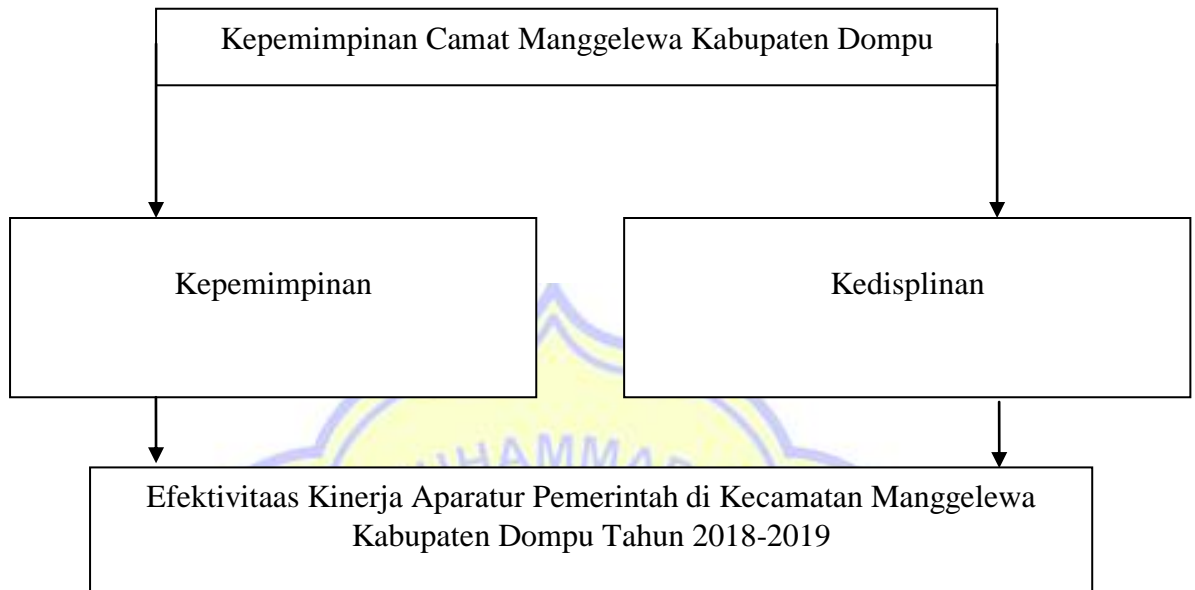 Kepemimpinan Camat Manggelewa Kabupaten Dompu
Kepemimpinan
Kedisplinan
Efektivitaas Kinerja Aparatur Pemerintah di Kecamatan Manggelewa
Kabupaten Dompu Tahun 2018-2019